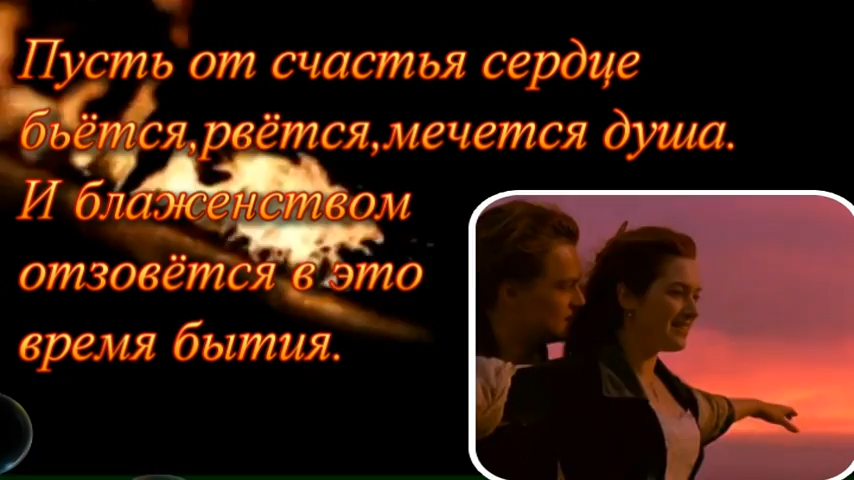 Пусть от счастья сердце
бьётся,рвётся,мечется душа.
И блаженством
отзовётся в это
время бытия.